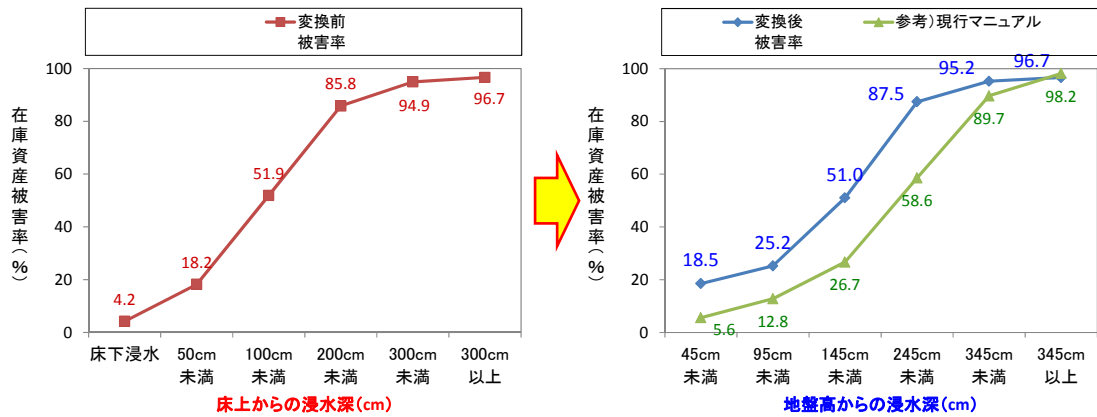 変換前
被害率
100
80
60
40
20
0
在庫資産被害率(%)
4.2
18.2
51.9
85.8
94.9
96.7
床下浸水
50cm
未満
100cm
未満
200cm
未満
300cm
未満
300cm
以上
床上からの浸水深(cm)
変換後
被害率
参考)現行マニュアル
100
80
60
40
20
0
在庫資産被害率(%)
18.5
25.2
51.0
87.5
95.2
96.7
5.6
12.8
26.7
58.6
89.7
98.2
45cm
未満
95cm
未満
145cm
未満
245cm
未満
345cm
未満
345cm
以上
地盤高からの浸水深(cm)